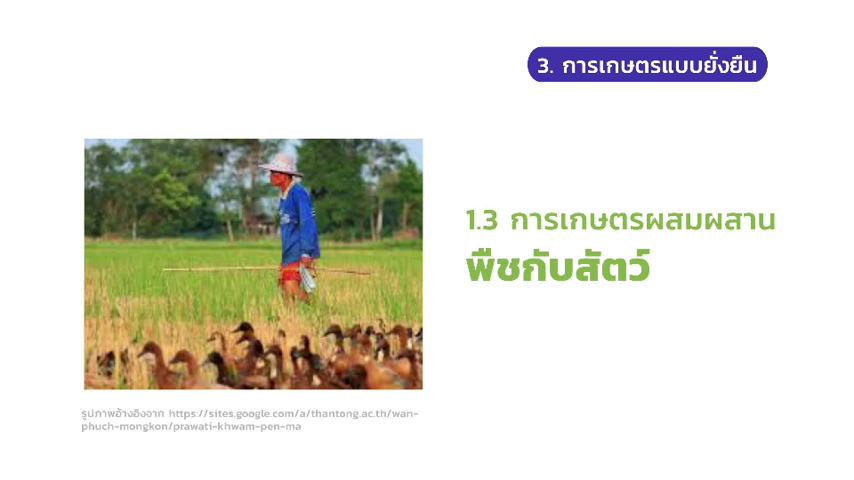 3. การเกษตรแบบยั่งยืน
1.3 การเกษตรผสมผสาน
พืชกับสัตว์
รูปภาพอ้างอิงจาก https://sites.google.com/a/thantong.ac.th/wan-
phuch-mongkon/prawati-khwam-pen-ma